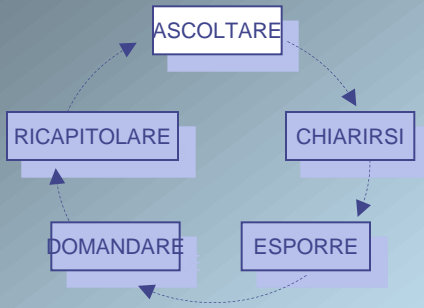 ASCOLTARE
CHIARIRSI
ESPORRE
DOMANDARE
RICAPITOLARE